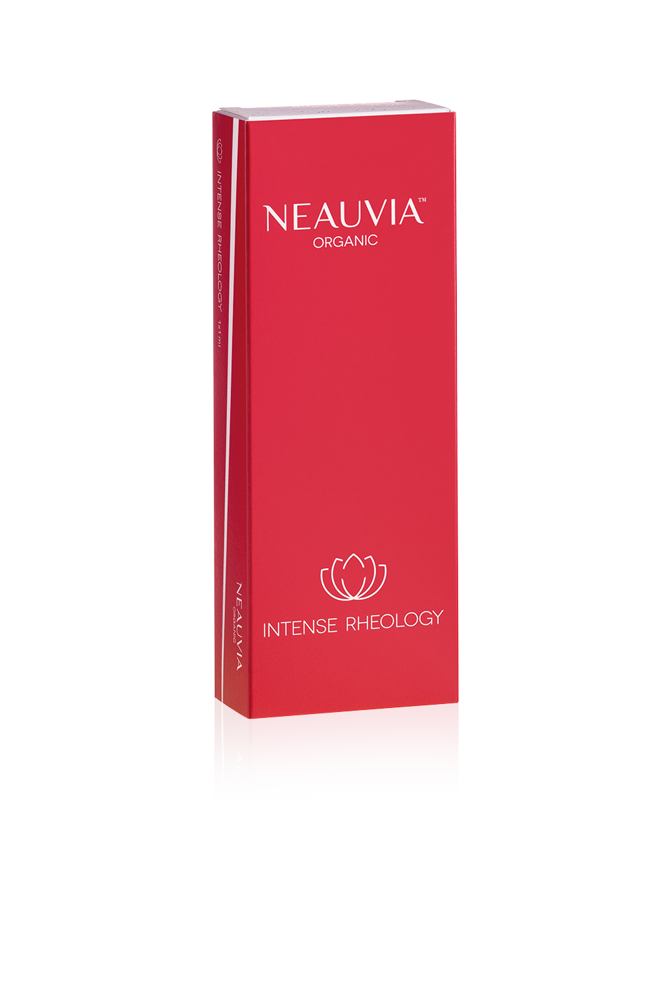 NEAUVIA™
ORGANIC
INTENSE RHEOLOGY
INTENSE RHEOLOGY 1x1 ml
NEAUVIA
ORGANIC